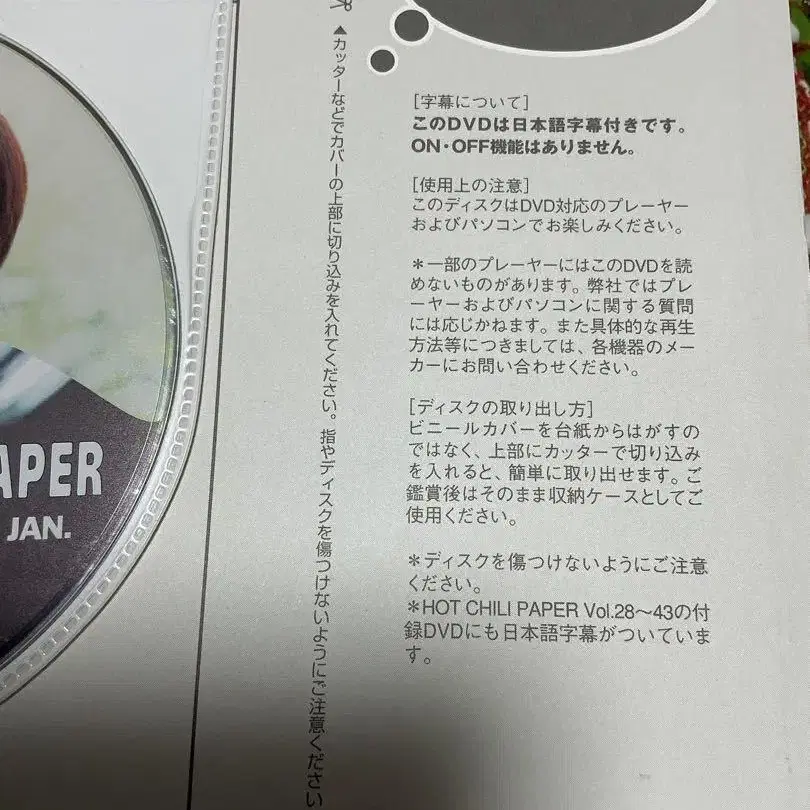 APER
JAN.
▲カッターなどでカバーの上部に切り込みを入れてください。指やディスクを傷つけないようにご注意ください
[字幕について]
このDVDは日本語字幕付きです。
ON・OFF機能はありません。
[使用上の注意]
このディスクはDVD対応のプレーヤー
およびパソコンでお楽しみください。
＊一部のプレーヤーにはこのDVDを読
めないものがあります。弊社ではプレ
ーヤーおよびパソコンに関する質問
には応じかねます。また具体的な再生
方法等につきましては、各機器のメー
カーにお問い合わせください。
[ディスクの取り出し方]
ビニールカバーを台紙からはがすの
ではなく、上部にカッターで切り込み
を入れると、簡単に取り出せます。ご
鑑賞後はそのまま収納ケースとしてご
使用ください。
＊ディスクを傷つけないようにご注意
ください。
＊HOT CHILI PAPER Vol.28〜43の付
録DVDにも日本語字幕がついていま
す。